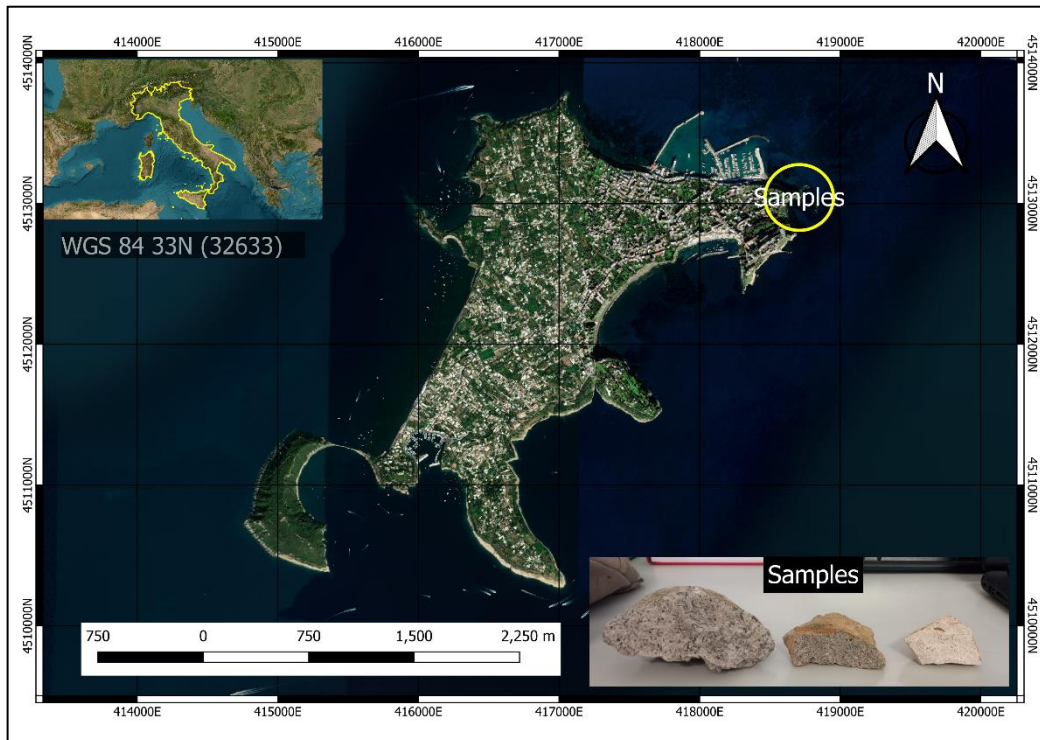 414000E 415000E 416000E 417000E 418000E 419000E 420000E
4514000N 4514000N
N
4513000N Samples 4513000N
WGS 84 33N (32633)
4512000N 4512000N
4511000N 4511000N
Samples
4510000N 4510000N
750 0 750 1,500 2,250 m
414000E 415000E 416000E 417000E 418000E 419000E 420000E